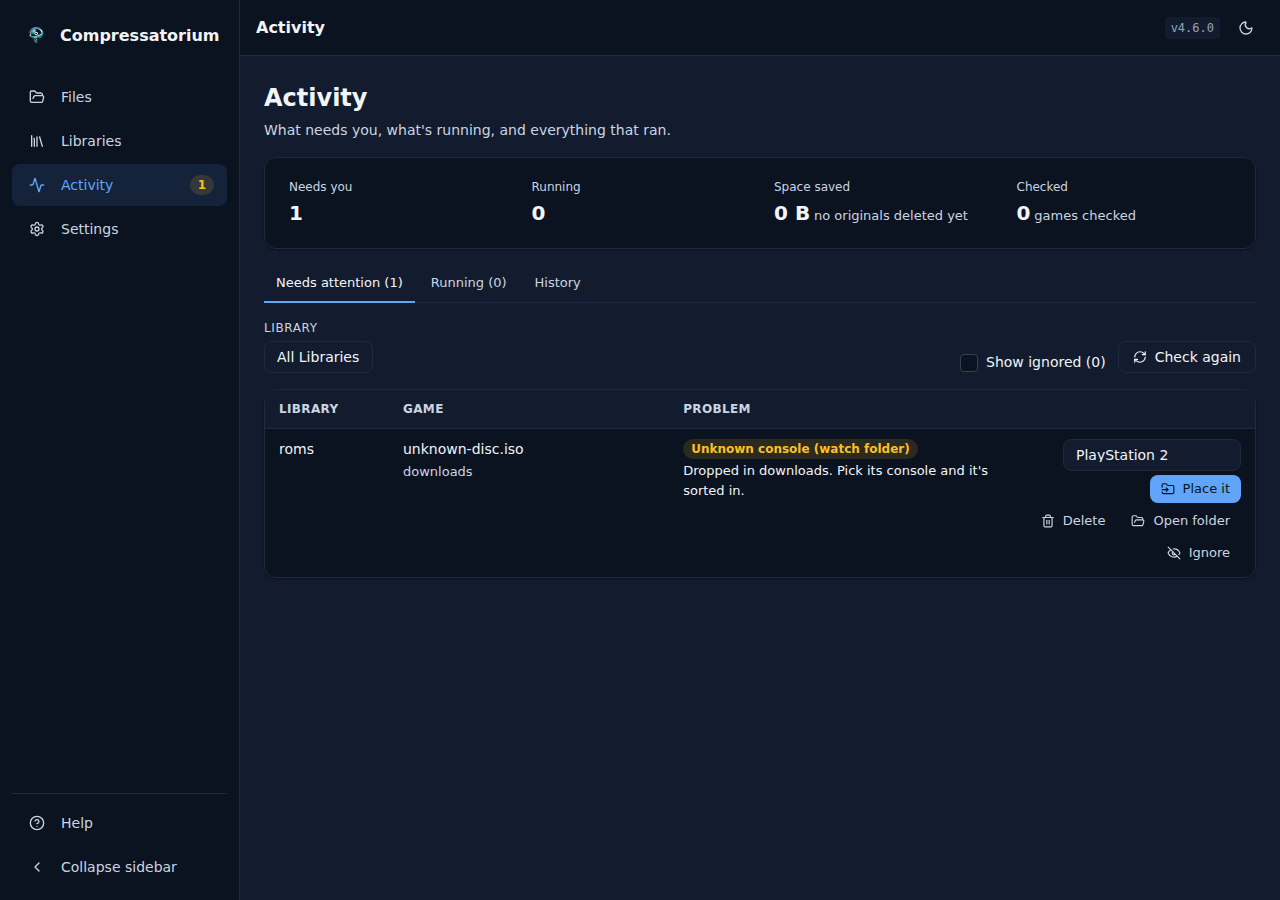 Compressatorium
Activity
v4.6.0
Files
Libraries
Activity
1
Settings
Help
Collapse sidebar
Activity
What needs you, what's running, and everything that ran.
Needs you
1
Running
0
Space saved
0 B no originals deleted yet
Checked
0 games checked
Needs attention (1)
Running (0)
History
LIBRARY
All Libraries
Show ignored (0)
Check again
LIBRARY
GAME
PROBLEM
roms
unknown-disc.iso
downloads
Unknown console (watch folder)
Dropped in downloads. Pick its console and it's
sorted in.
PlayStation 2
Place it
Delete
Open folder
Ignore